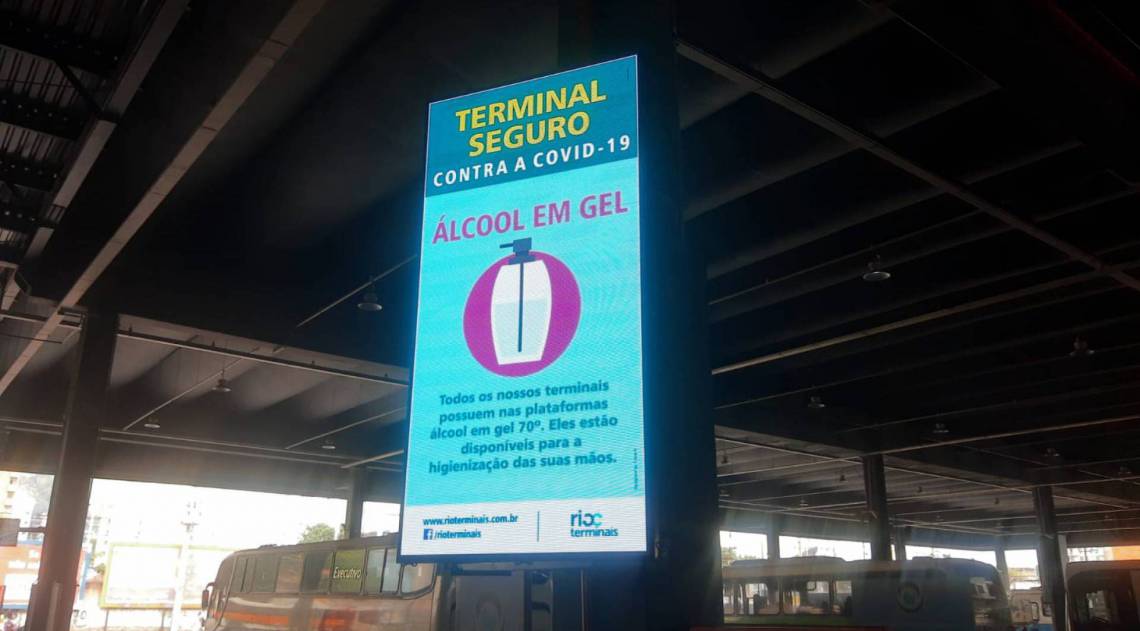 TERMINAL
SEGURO
CONTRA A COVID-19
ÁLCOOL EM GEL
Todos os nossos terminais
possuem nas plataformas
álcool em gel 70º. Eles estão
disponíveis para a
higienização das suas mãos.
www.rioterminais.com.br
f/rioterminais
rio
terminais
Executivo